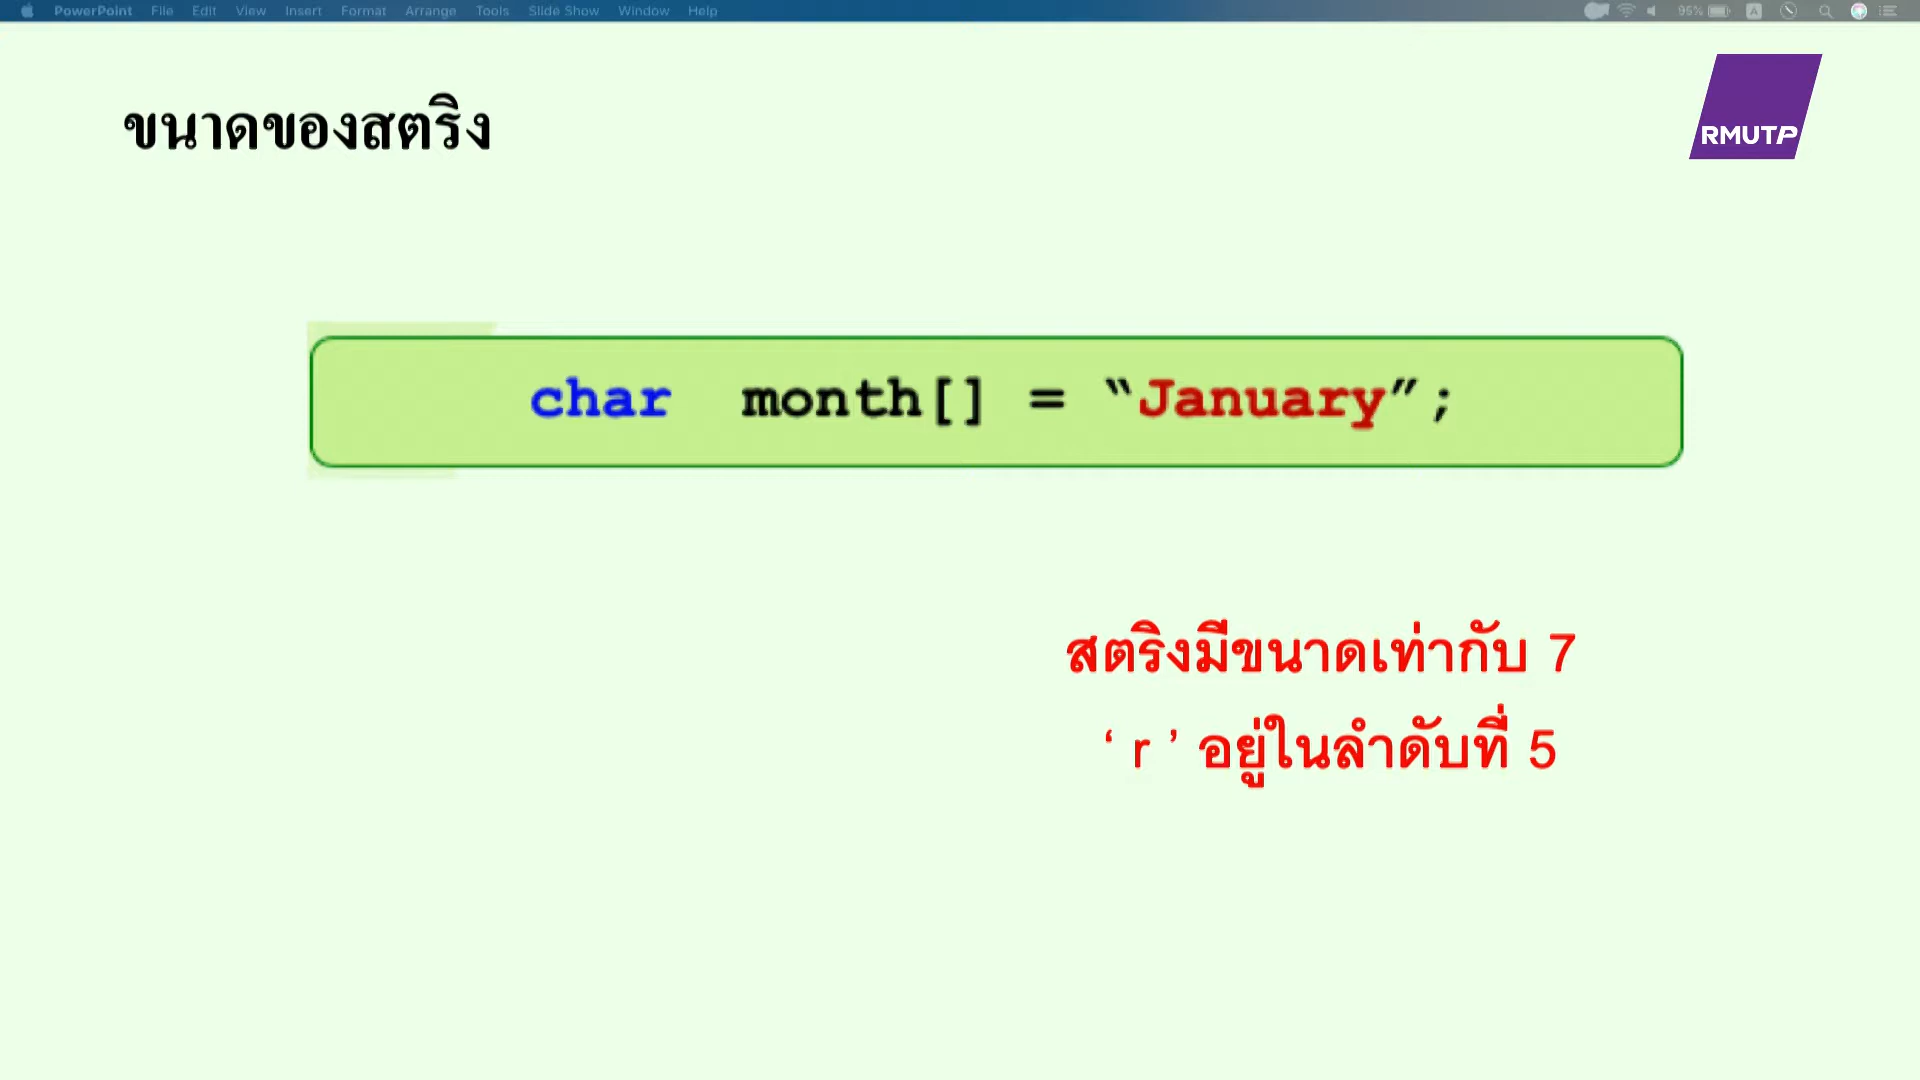 PowerPoint File Edit View Insert Format Arrange Tools Slide Show Window Help 95% A
ขนาดของสตริง
RMUTP
char month[] = “January”;
สตริงมีขนาดเท่ากับ 7
‘ r ’ อยู่ในลำดับที่ 5